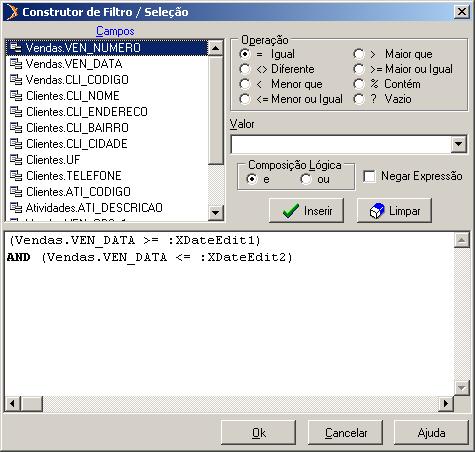 Construtor de Filtro / Seleção
Campos
Vendas.VEN_NUMERO
Vendas.VEN_DATA
Vendas.CLI_CODIGO
Clientes.CLI_NOME
Clientes.CLI_ENDERECO
Clientes.CLI_BAIRRO
Clientes.CLI_CIDADE
Clientes.UF
Clientes.TELEFONE
Clientes.ATI_CODIGO
Atividades.ATI_DESCRICAO
Operação
= Igual
> Maior que
<> Diferente
>= Maior ou Igual
< Menor que
% Contém
<= Menor ou Igual
? Vazio
Valor
Composição Lógica
e ou
Negar Expressão
Inserir
Limpar
(Vendas.VEN_DATA >= :XDateEdit1)
AND (Vendas.VEN_DATA <= :XDateEdit2)
Ok
Cancelar
Ajuda